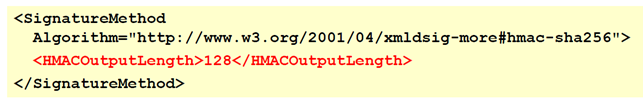 <SignatureMethod
Algorithm="http://www.w3.org/2001/04/xmldsig-more#hmac-sha256">
<HMACOutputLength>128</HMACOutputLength>
</SignatureMethod>